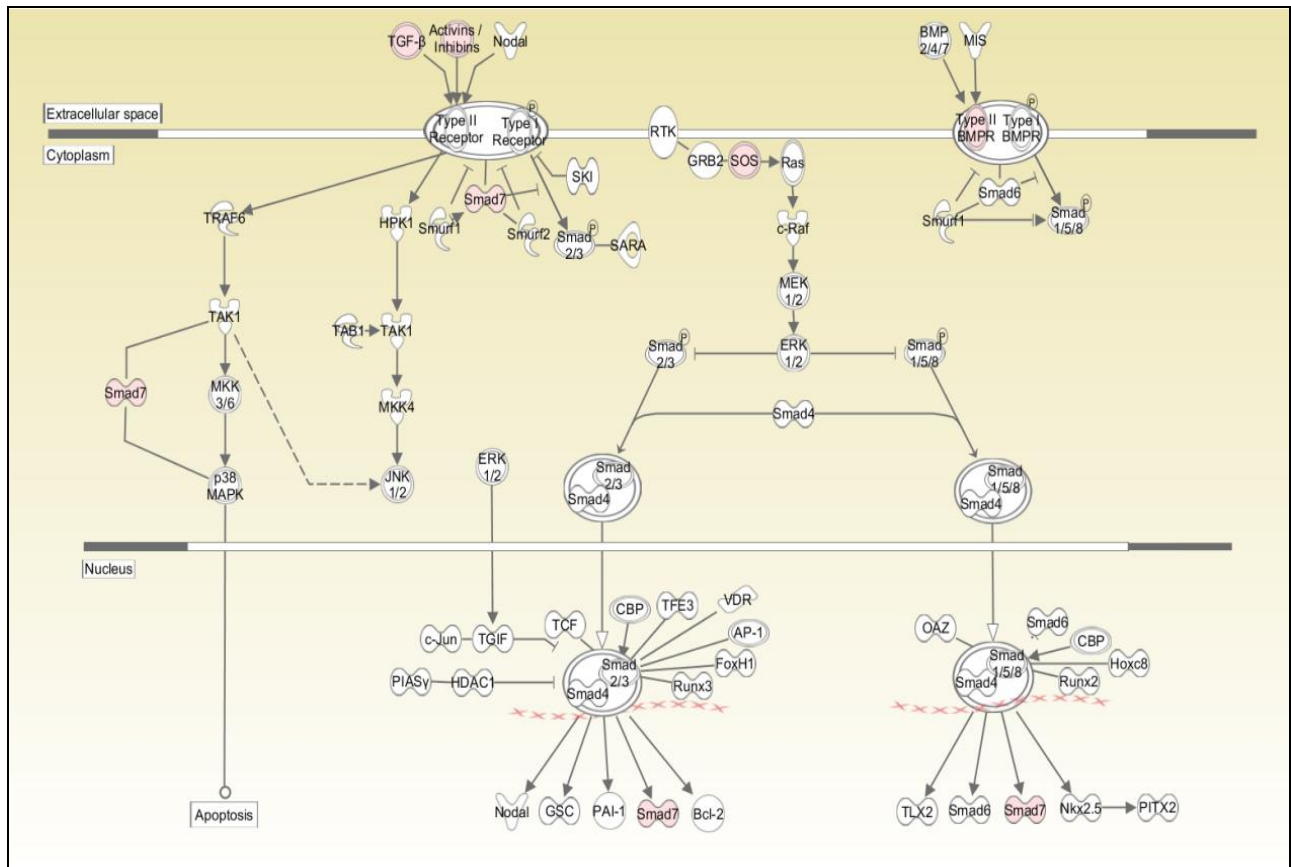 TGF-β
Activins /
Inhibins
Nodal
BMP
2/4/7
MIS
Extracellular space
Cytoplasm
Type II
Receptor
Type I
Receptor
P
RTK
GRB2
SOS
Ras
Type II
BMPR
Type I
BMPR
P
SKI
Smad7
Smad6
TRAF6
HPK1
Smurf1
Smurf2
Smad
2/3
P
SARA
c-Raf
Smurf1
Smad
1/5/8
P
MEK
1/2
TAK1
TAB1
TAK1
Smad
2/3
P
ERK
1/2
Smad
1/5/8
P
Smad7
MKK
3/6
MKK4
Smad4
p38
MAPK
JNK
1/2
ERK
1/2
Smad
2/3
Smad4
Smad
1/5/8
Smad4
Nucleus
c-Jun
TGIF
TCF
CBP
TFE3
VDR
AP-1
FoxH1
Runx3
PIASγ
HDAC1
Smad
2/3
Smad4
OAZ
Smad6
CBP
Hoxc8
Runx2
Smad
1/5/8
Smad4
Apoptosis
Nodal
GSC
PAI-1
Smad7
Bcl-2
TLX2
Smad6
Smad7
Nkx2.5
PITX2